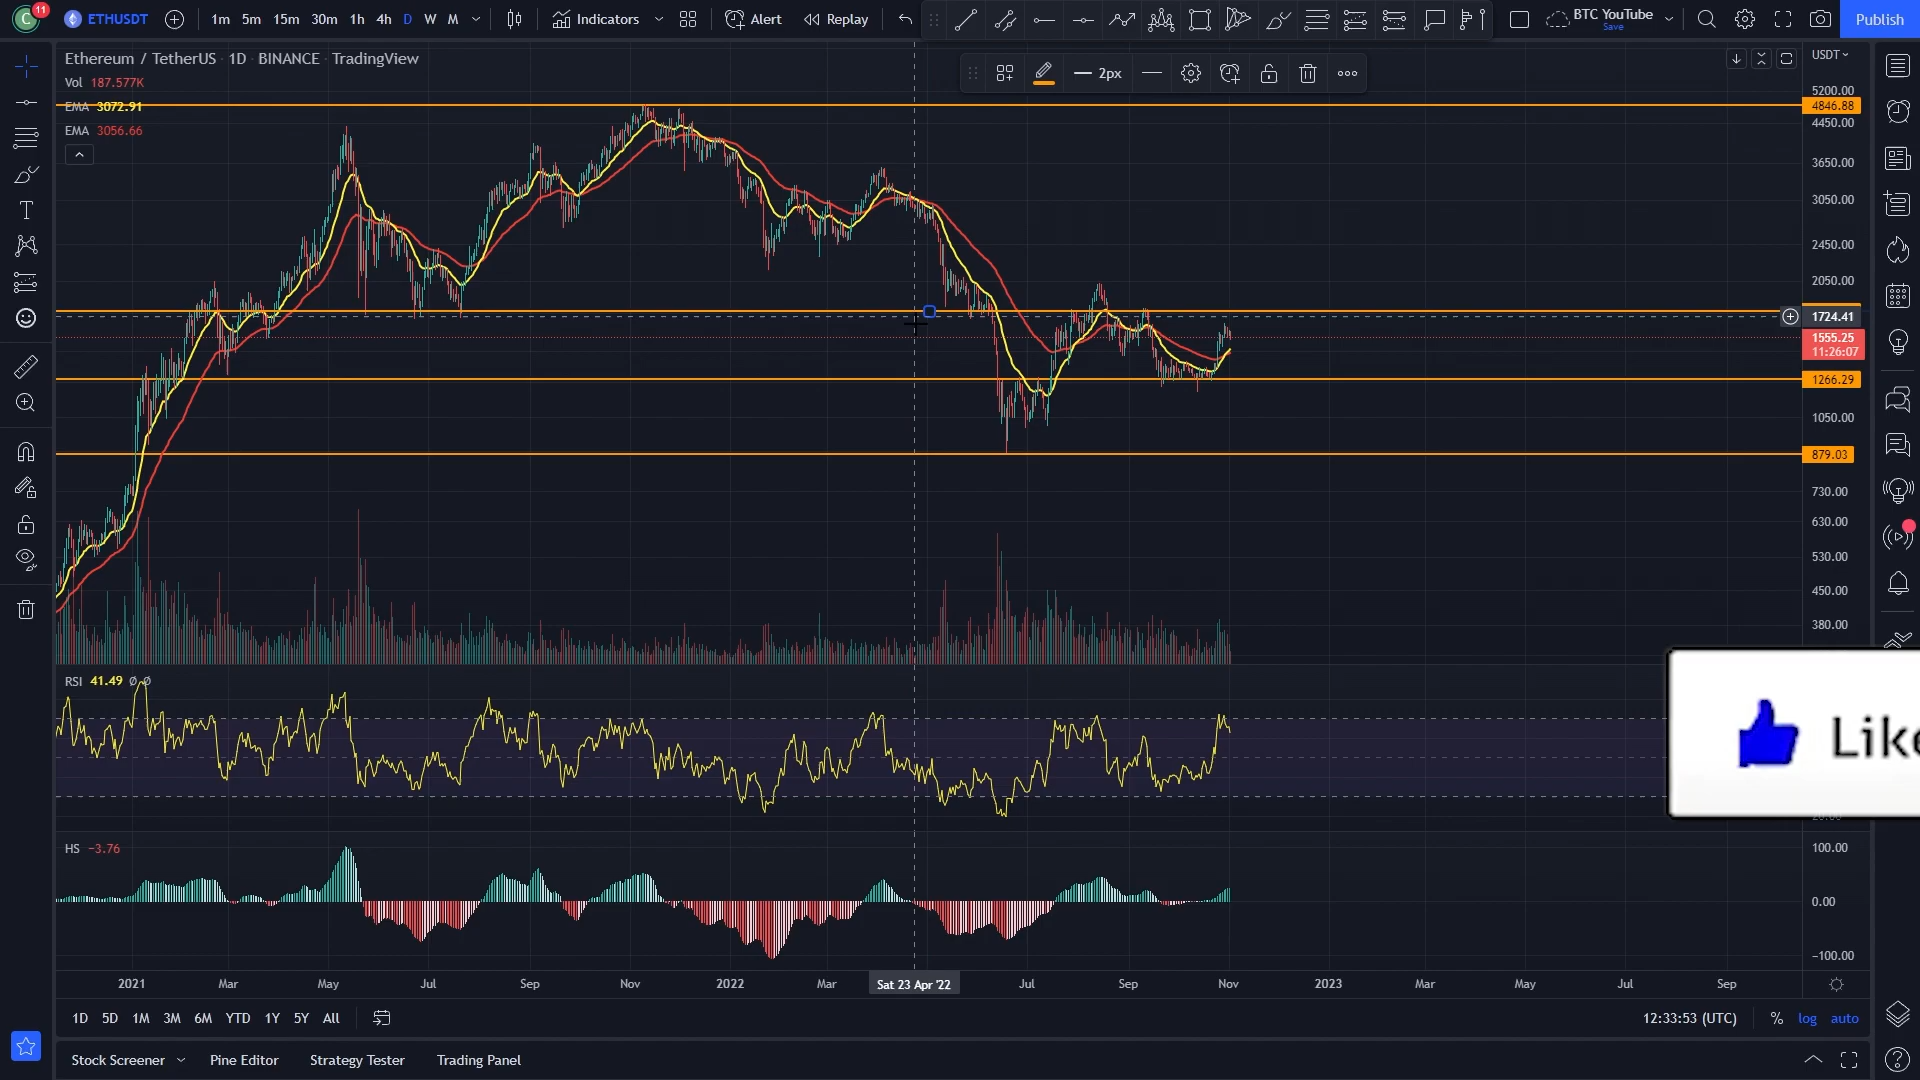 C 11 ETHUSDT 1m 5m 15m 30m 1h 4h D W M Indicators Alert Replay BTC YouTube Save Publish
Ethereum / TetherUS · 1D · BINANCE · TradingView
Vol 187.577K
EMA 3072.91
EMA 3056.66
2px
USDT
5200.00
4846.88
4450.00
3650.00
3050.00
2450.00
2050.00
1724.41
1555.25
11:26:07
1266.29
1050.00
879.03
730.00
630.00
530.00
450.00
380.00
RSI 41.49 Ø Ø
Like
HS −3.76
100.00
0.00
−100.00
2021 Mar May Jul Sep Nov 2022 Mar Sat 23 Apr '22 Jul Sep Nov 2023 Mar May Jul Sep
1D 5D 1M 3M 6M YTD 1Y 5Y All 12:33:53 (UTC) % log auto
Stock Screener Pine Editor Strategy Tester Trading Panel